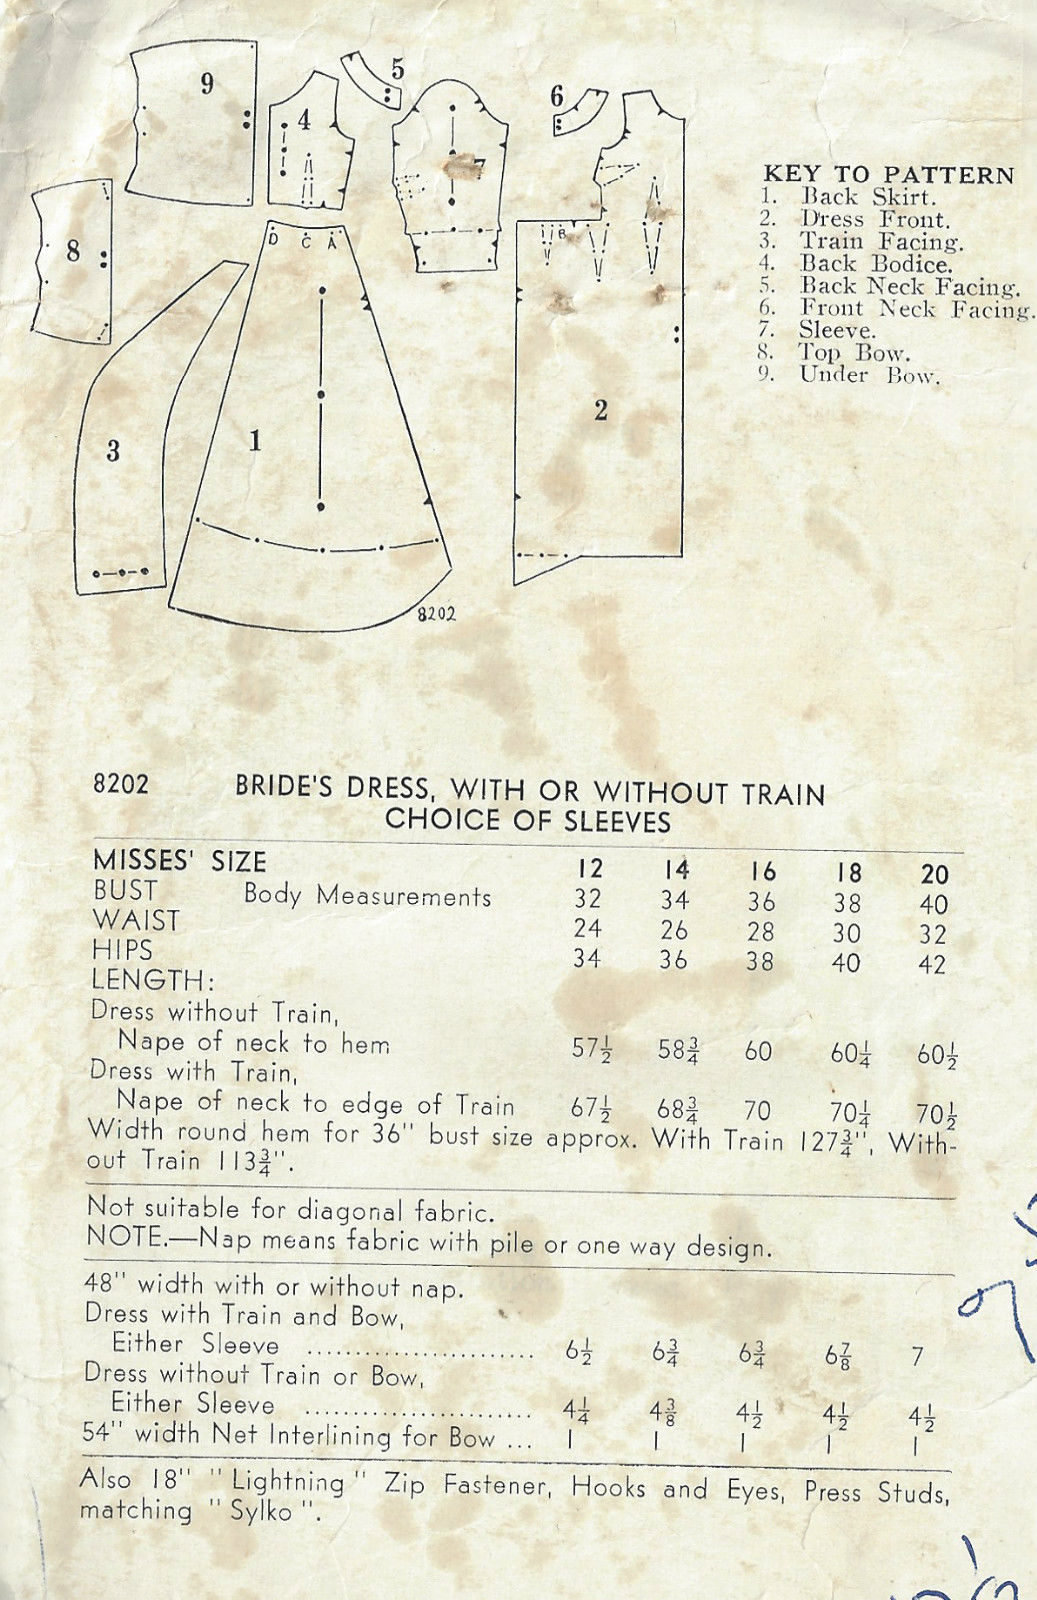 9
4
5
7
6
8
D C A
B
3
1
2
8202
KEY TO PATTERN
1. Back Skirt.
2. Dress Front.
3. Train Facing.
4. Back Bodice.
5. Back Neck Facing.
6. Front Neck Facing.
7. Sleeve.
8. Top Bow.
9. Under Bow.
8202 BRIDE'S DRESS, WITH OR WITHOUT TRAIN
CHOICE OF SLEEVES
MISSES' SIZE 12 14 16 18 20
BUST Body Measurements 32 34 36 38 40
WAIST 24 26 28 30 32
HIPS 34 36 38 40 42
LENGTH:
Dress without Train,
Nape of neck to hem 57½ 58¾ 60 60¼ 60½
Dress with Train,
Nape of neck to edge of Train 67½ 68¾ 70 70¼ 70½
Width round hem for 36" bust size approx. With Train 127¾", With-
out Train 113¾".
Not suitable for diagonal fabric.
NOTE.—Nap means fabric with pile or one way design.
48" width with or without nap.
Dress with Train and Bow,
Either Sleeve ........................ 6½ 6¾ 6¾ 6⅞ 7
Dress without Train or Bow,
Either Sleeve ........................ 4¼ 4⅜ 4½ 4½ 4½
54" width Net Interlining for Bow ... 1 1 1 1 1
Also 18" "Lightning" Zip Fastener, Hooks and Eyes, Press Studs,
matching "Sylko".